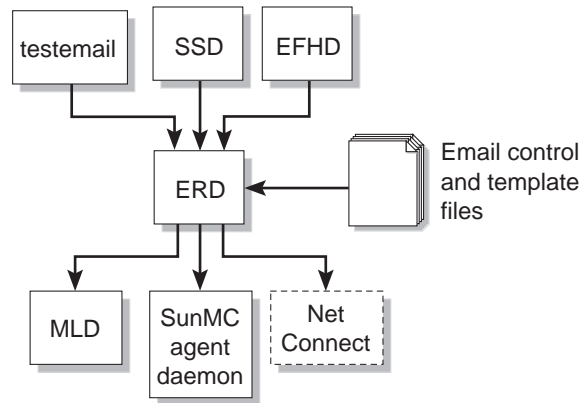 testemail
SSD
EFHD
ERD
Email control
and template
files
MLD
SunMC
agent
daemon
Net
Connect